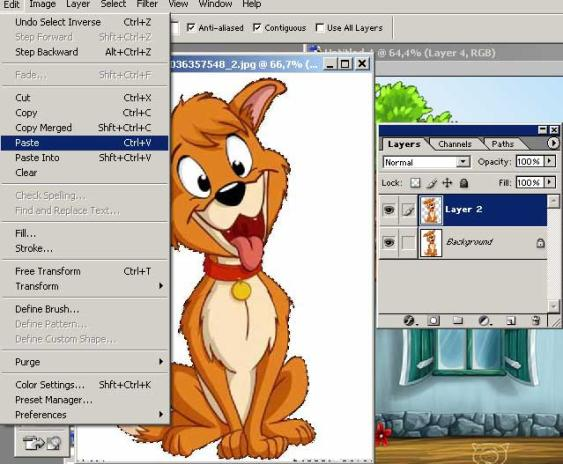 Edit Image Layer Select Filter View Window Help
Anti-aliased Contiguous Use All Layers
Undo Select Inverse Ctrl+Z
Step Forward Shft+Ctrl+Z
Step Backward Alt+Ctrl+Z
Fade... Shft+Ctrl+F
Cut Ctrl+X
Copy Ctrl+C
Copy Merged Shft+Ctrl+C
Paste Ctrl+V
Paste Into Shft+Ctrl+V
Clear
Check Spelling...
Find and Replace Text...
Fill...
Stroke...
Free Transform Ctrl+T
Transform
Define Brush...
Define Pattern...
Define Custom Shape...
Purge
Color Settings... Shft+Ctrl+K
Preset Manager...
Preferences
@ 64,4% (Layer 4, RGB)
036357548_2.jpg @ 66,7% (...
Layers Channels Paths
Normal Opacity: 100%
Lock: Fill: 100%
Layer 2
Background